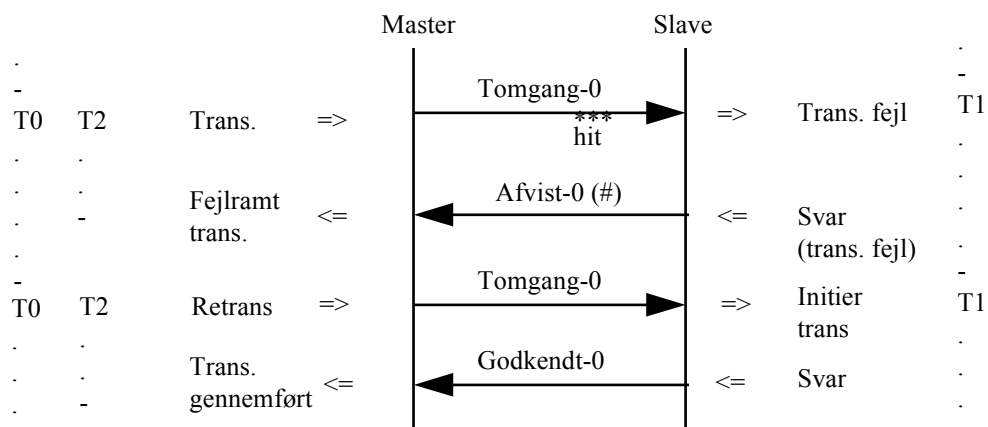 Master Slave
Tomgang-0
T0 T2 Trans. => *** => Trans. fejl T1
hit
Afvist-0 (#)
Fejlramt <= <= Svar
trans. (trans. fejl)
Tomgang-0
T0 T2 Retrans => => Initier T1
trans
Godkendt-0
Trans. <= <= Svar
gennemført